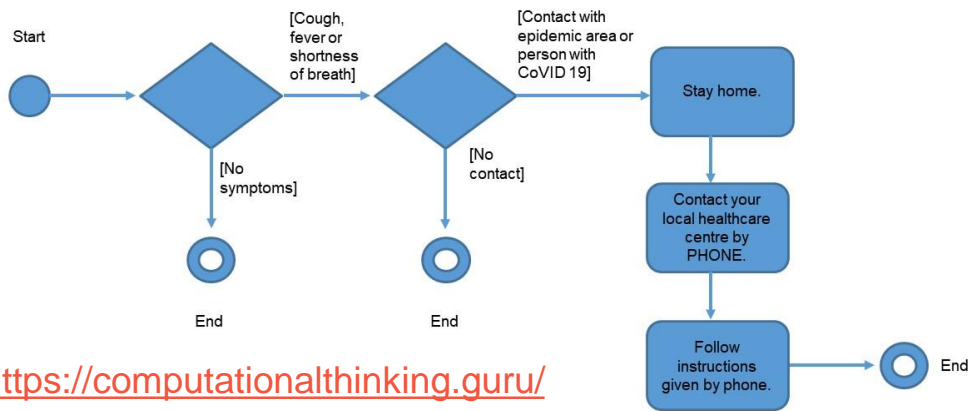 Start
[Cough,
fever or
shortness
of breath]
[Contact with
epidemic area or
person with
CoVID 19]
Stay home.
[No
symptoms]
[No
contact]
Contact your
local healthcare
centre by
PHONE.
End
End
Follow
instructions
given by phone.
End
ttps://computationalthinking.guru/